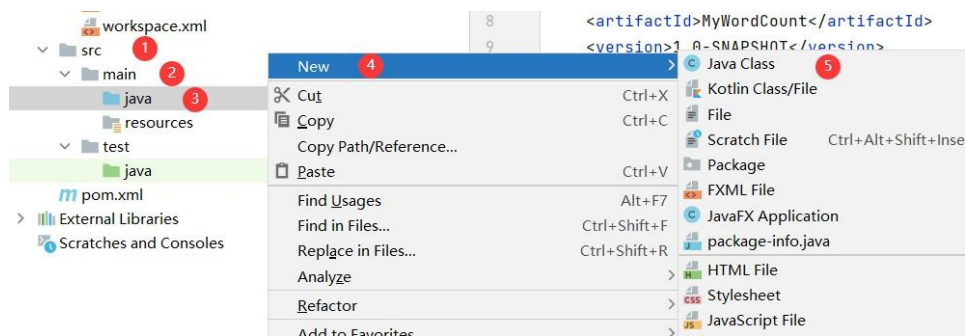 workspace.xml
src 1
main 2
java 3
resources
test
java
pom.xml
External Libraries
Scratches and Consoles
8 <artifactId>MyWordCount</artifactId>
9 <version>1.0-SNAPSHOT</version>
New 4
Cut Ctrl+X
Copy Ctrl+C
Copy Path/Reference...
Paste Ctrl+V
Find Usages Alt+F7
Find in Files... Ctrl+Shift+F
Replace in Files... Ctrl+Shift+R
Analyze
Refactor
Add to Favorites
Java Class 5
Kotlin Class/File
File
Scratch File Ctrl+Alt+Shift+Inse
Package
FXML File
JavaFX Application
package-info.java
HTML File
Stylesheet
JavaScript File